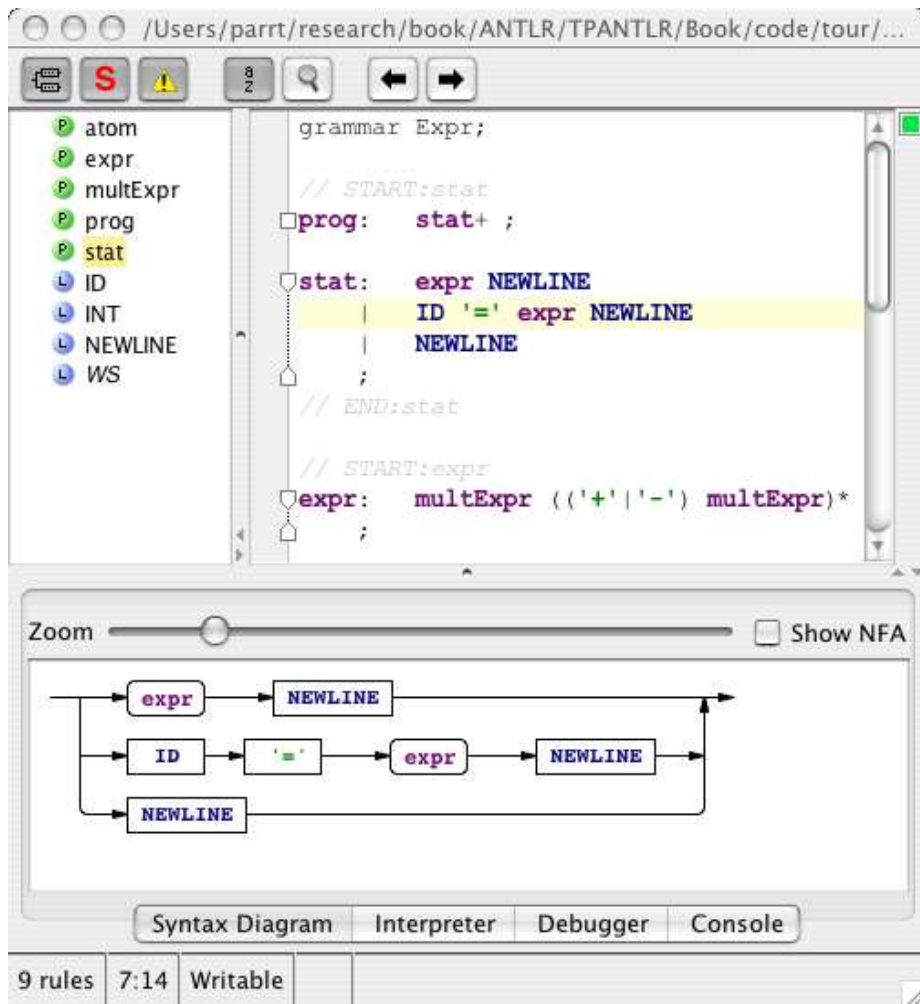 /Users/parrt/research/book/ANTLR/TPANTLR/Book/code/tour/...
S
a
z
P atom
P expr
P multExpr
P prog
P stat
L ID
L INT
L NEWLINE
L WS
grammar Expr;
// START:stat
prog: stat+ ;
stat: expr NEWLINE
| ID '=' expr NEWLINE
| NEWLINE
;
// END:stat
// START:expr
expr: multExpr (('+'|'-') multExpr)*
;
Zoom
Show NFA
expr NEWLINE
ID '=' expr NEWLINE
NEWLINE
Syntax Diagram Interpreter Debugger Console
9 rules 7:14 Writable